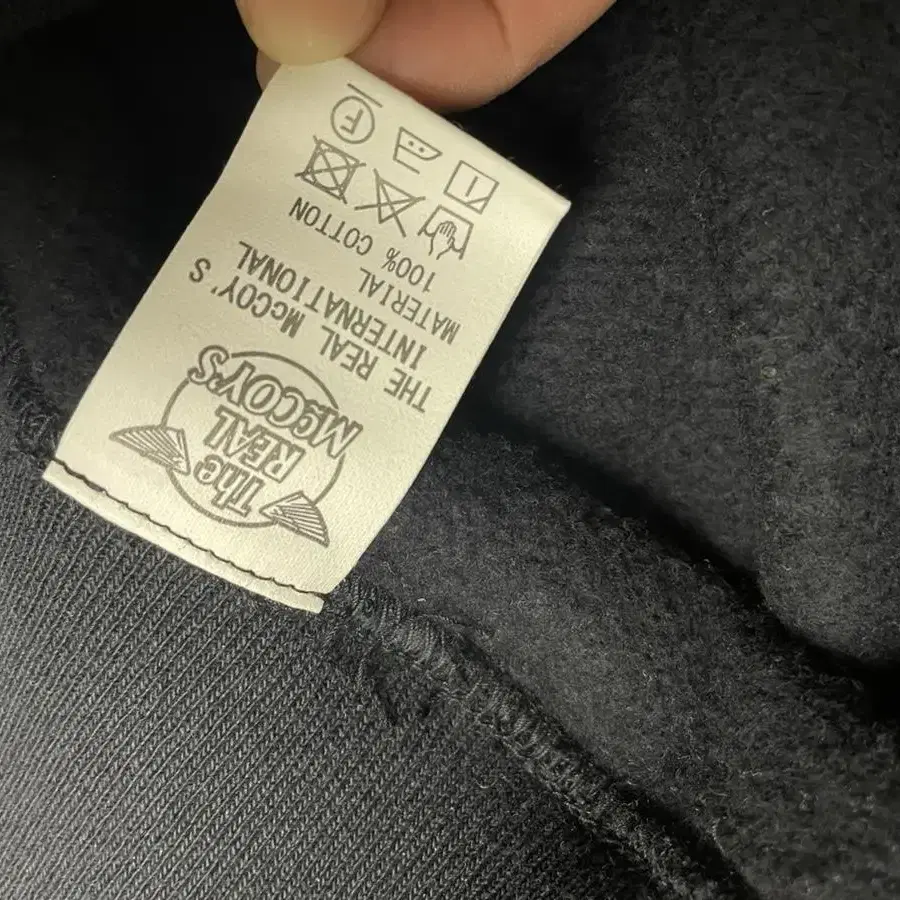 The
REAL
McCOY'S
THE REAL McCOY'S
INTERNATIONAL
MATERIAL
100% COTTON
F